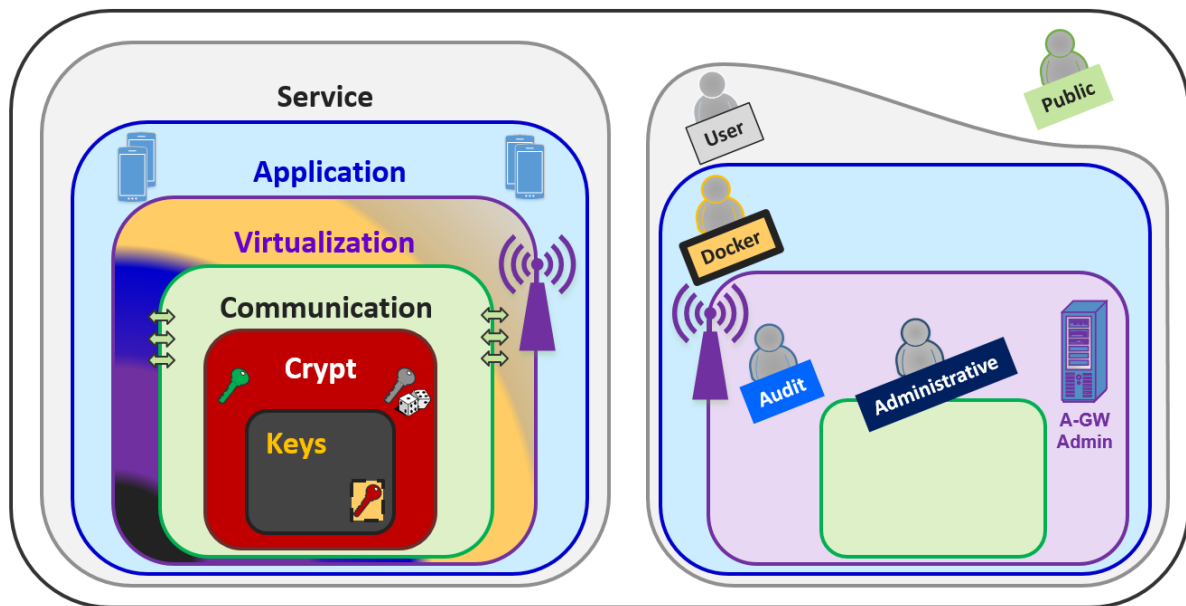 Service
Application
Virtualization
Communication
Crypt
Keys
Public
User
Docker
Audit
Administrative
A-GW
Admin